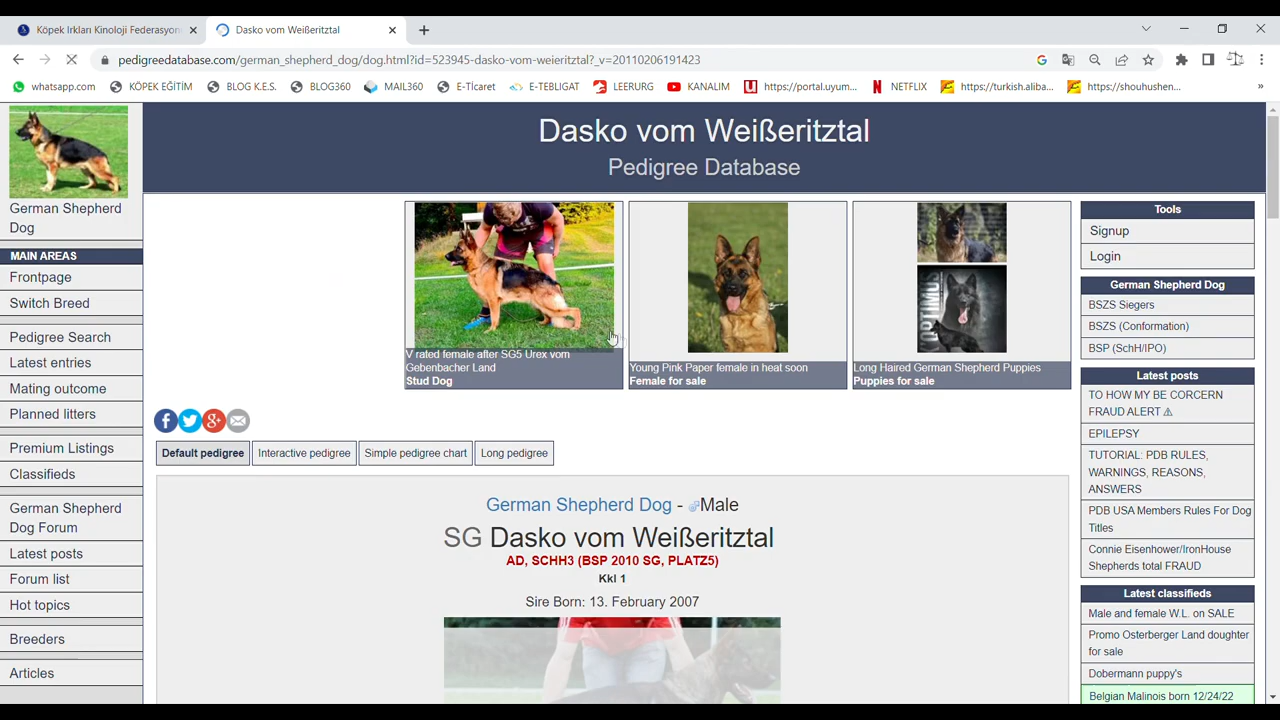 Köpek Irkları Kinoloji Federasyon
Dasko vom Weißeritztal
pedigreedatabase.com/german_shepherd_dog/dog.html?id=523945-dasko-vom-weieritztal?_v=20110206191423
whatsapp.com
KÖPEK EĞİTİM
BLOG K.E.S.
BLOG360
MAIL360
E-Ticaret
E-TEBLIGAT
LEERBURG
KANALIM
https://portal.uyum...
NETFLIX
https://turkish.aliba...
https://shouhushen...
»
Dasko vom Weißeritztal
Pedigree Database
German Shepherd
Dog
MAIN AREAS
Frontpage
Switch Breed
Pedigree Search
Latest entries
Mating outcome
Planned litters
Premium Listings
Classifieds
German Shepherd
Dog Forum
Latest posts
Forum list
Hot topics
Breeders
Articles
V rated female after SG5 Urex vom
Gebenbacher Land
Stud Dog
Young Pink Paper female in heat soon
Female for sale
Long Haired German Shepherd Puppies
Puppies for sale
Default pedigree
Interactive pedigree
Simple pedigree chart
Long pedigree
German Shepherd Dog - Male
SG Dasko vom Weißeritztal
AD, SCHH3 (BSP 2010 SG, PLATZ5)
Kkl 1
Sire Born: 13. February 2007
Tools
Signup
Login
German Shepherd Dog
BSZS Siegers
BSZS (Conformation)
BSP (SchH/IPO)
Latest posts
TO HOW MY BE CORCERN
FRAUD ALERT ⚠
EPILEPSY
TUTORIAL: PDB RULES,
WARNINGS, REASONS,
ANSWERS
PDB USA Members Rules For Dog
Titles
Connie Eisenhower/IronHouse
Shepherds total FRAUD
Latest classifieds
Male and female W.L. on SALE
Promo Osterberger Land doughter
for sale
Dobermann puppy's
Belgian Malinois born 12/24/22